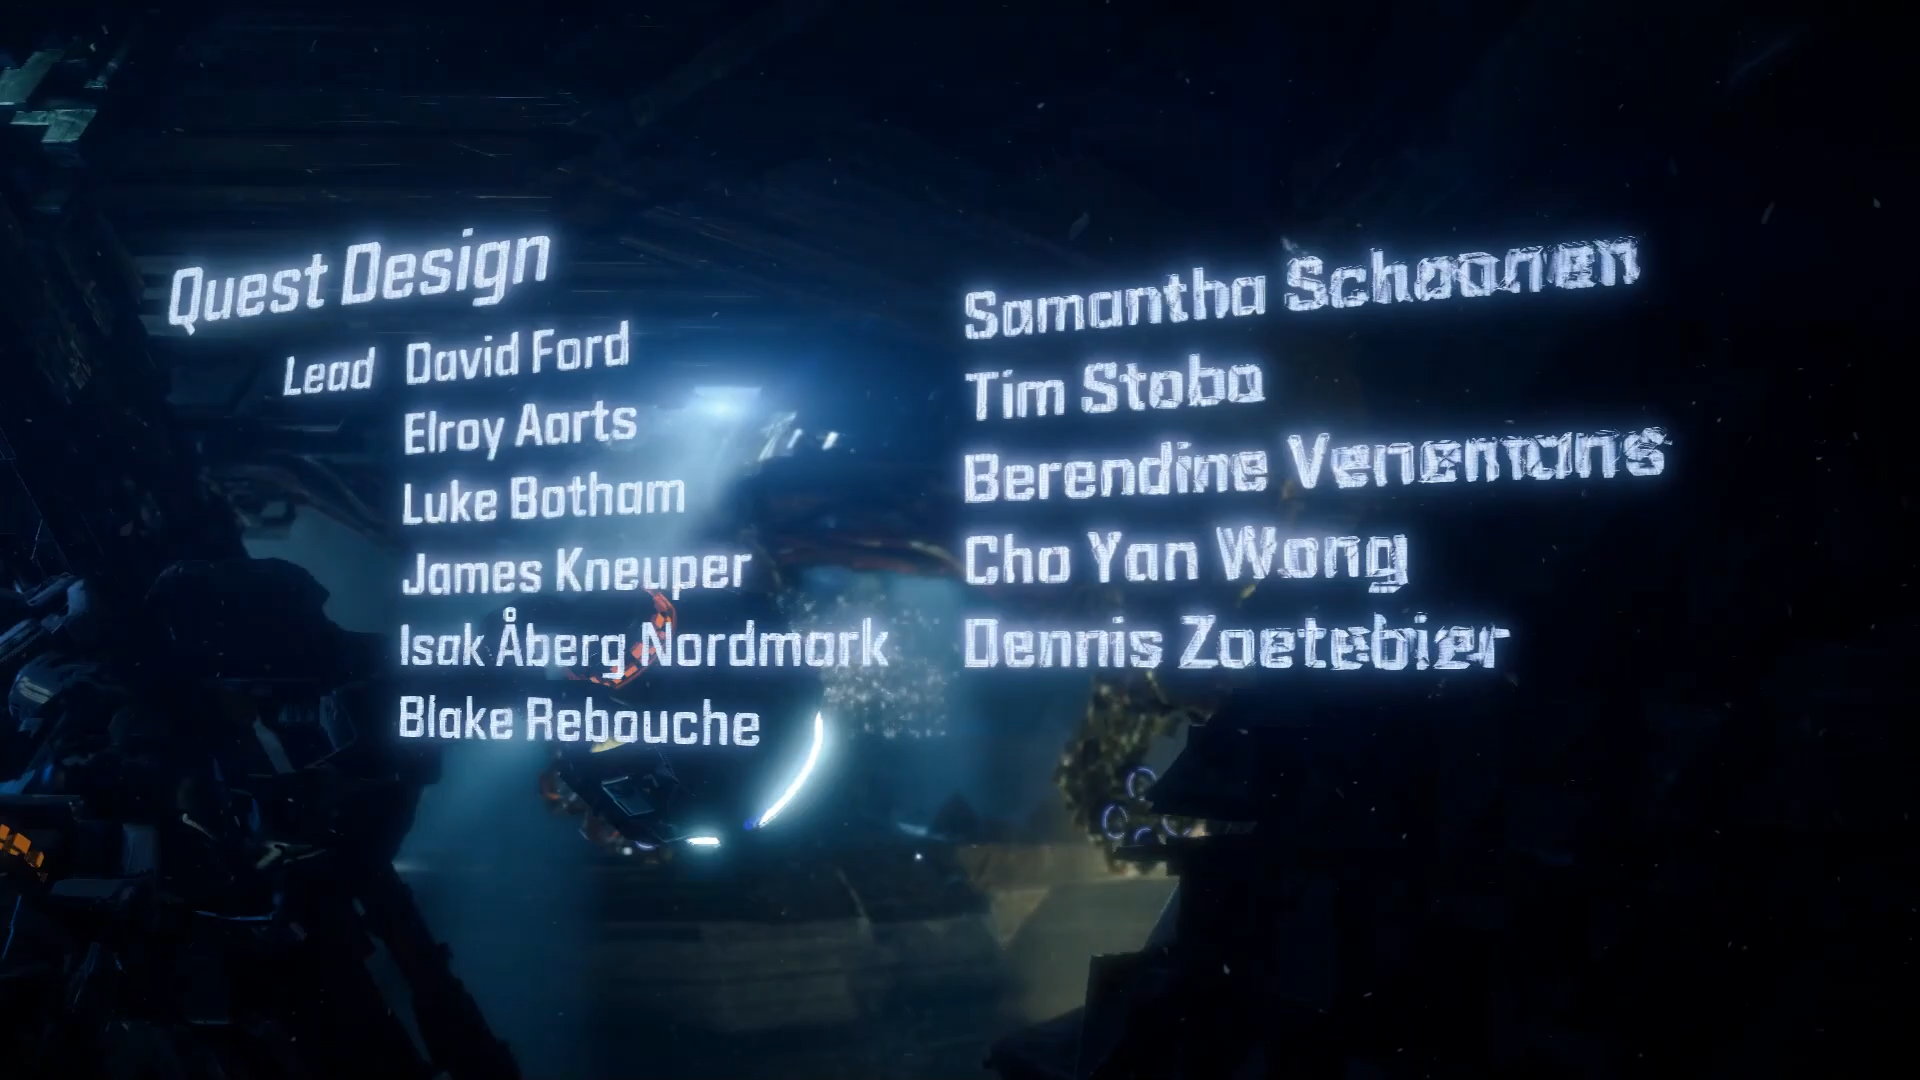 Quest Design
Lead David Ford
Elroy Aarts
Luke Botham
James Kneuper
Isak Åberg Nordmark
Blake Rebouche
Samantha Schoonen
Tim Stobo
Berendine Venemans
Cho Yan Wong
Dennis Zoetebier